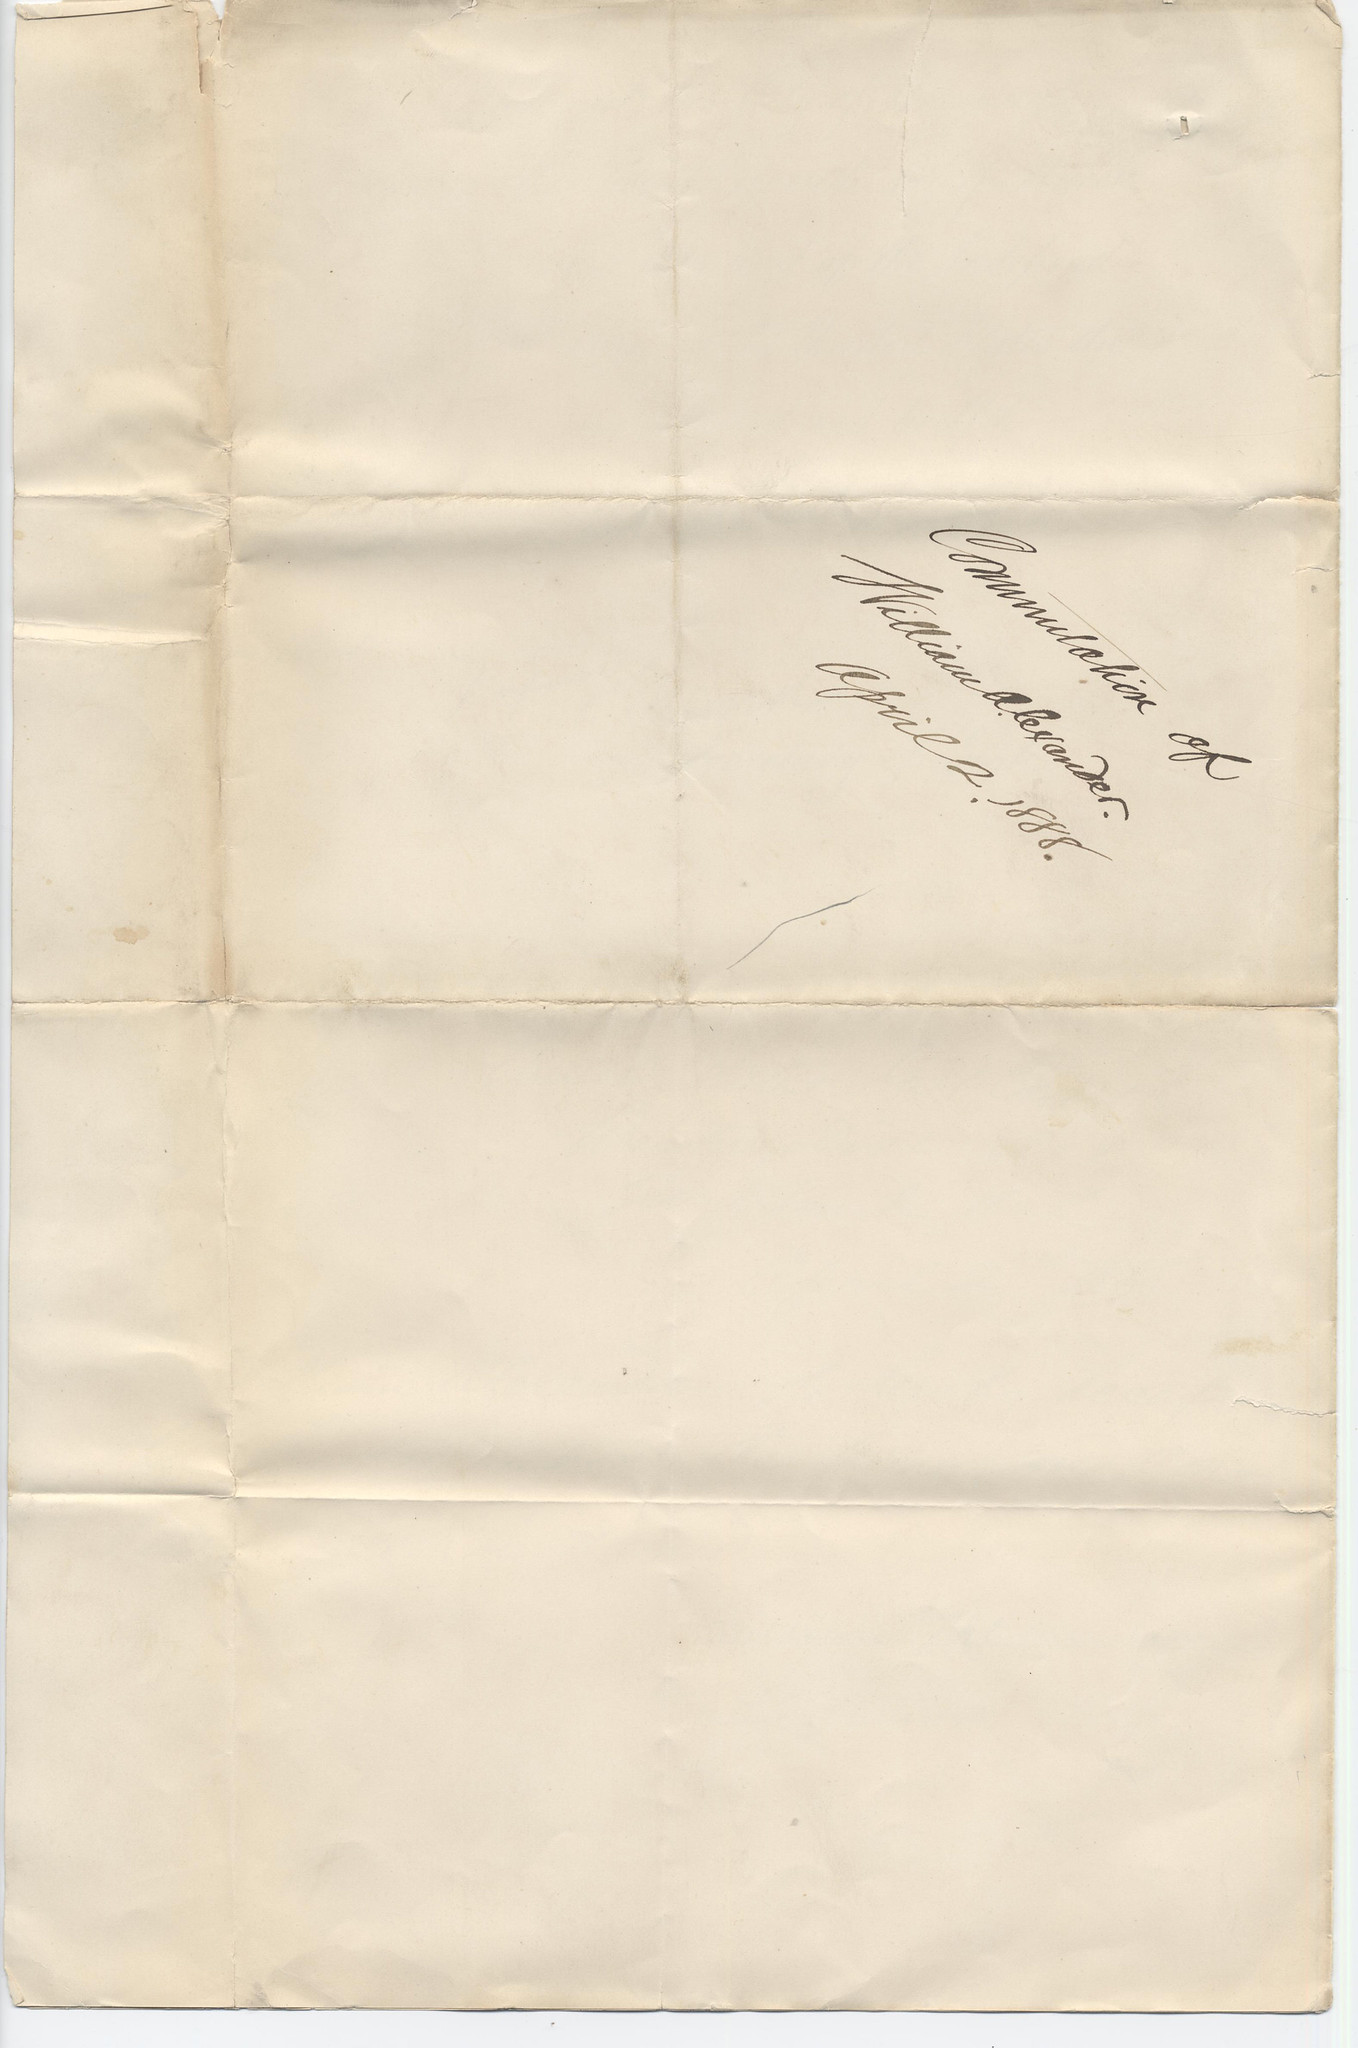 Commutation of
William Alexander.
April 2. 1888.